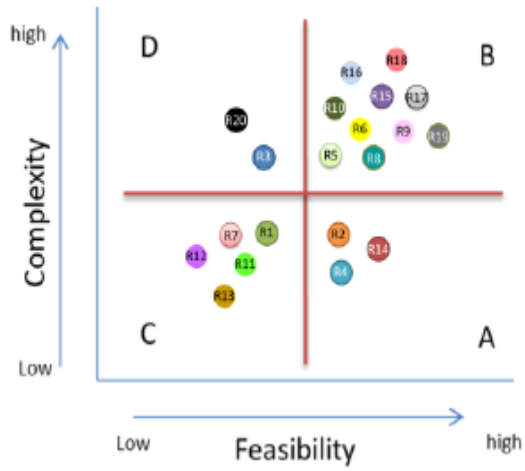 high
D
B
R18
R16
R15
R17
R10
R20
R6
R9
R19
R5
R8
R3
Complexity
R7
R1
R2
R14
R12
R11
R4
R13
C
A
Low
Low
Feasibility
high